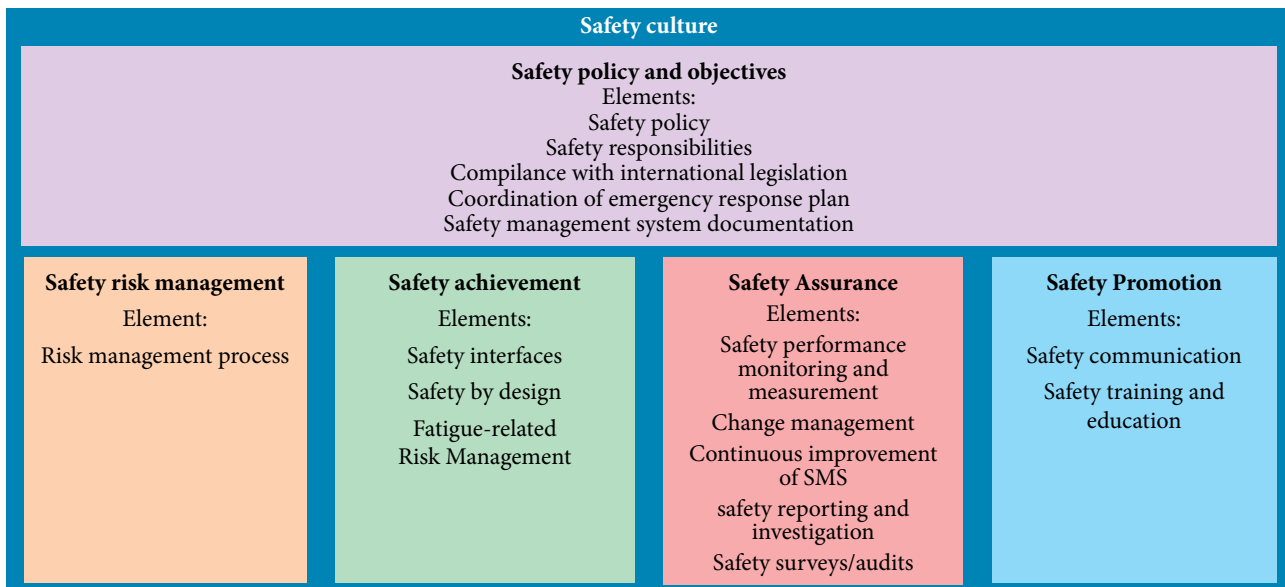 Safety culture
Safety policy and objectives
Elements:
Safety policy
Safety responsibilities
Compilance with international legislation
Coordination of emergency response plan
Safety management system documentation
Safety risk management
Element:
Risk management process
Safety achievement
Elements:
Safety interfaces
Safety by design
Fatigue-related
Risk Management
Safety Assurance
Elements:
Safety performance
monitoring and
measurement
Change management
Continuous improvement
of SMS
safety reporting and
investigation
Safety surveys/audits
Safety Promotion
Elements:
Safety communication
Safety training and
education